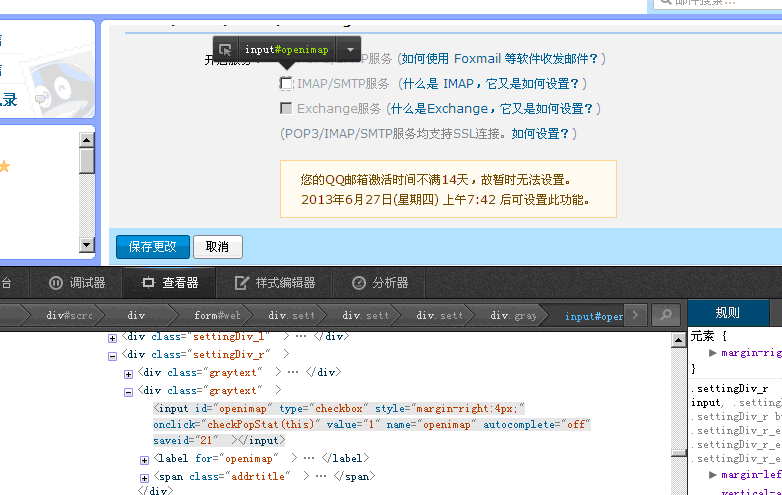 邮件搜索...
input#openimap
开启服务：
服务 (如何使用 Foxmail 等软件收发邮件？)
IMAP/SMTP服务 (什么是 IMAP，它又是如何设置？)
Exchange服务 (什么是Exchange，它又是如何设置？)
(POP3/IMAP/SMTP服务均支持SSL连接。如何设置？)
您的QQ邮箱激活时间不满14天，故暂时无法设置。
2013年6月27日(星期四) 上午7:42 后可设置此功能。
录
保存更改 取消
台 调试器 查看器 样式编辑器 分析器
div#scro div form#wel div.sett div.sett div.sett div.gray input#oper
规则
<div class="settingDiv_l" > ··· </div>
<div class="settingDiv_r" >
<div class="graytext" > ··· </div>
<div class="graytext" >
<input id="openimap" type="checkbox" style="margin-right:4px;"
onclick="checkPopStat(this)" value="1" name="openimap" autocomplete="off"
saveid="21" ></input>
<label for="openimap" > ··· </label>
<span class="addrtitle" > ··· </span>
</div>
元素 {
margin-rig
}
.settingDiv_r
input, .setting
.settingDiv_r b
.settingDiv_r_e
.settingDiv_r_e
.settingDiv_r_e
margin-lef
vertical-a